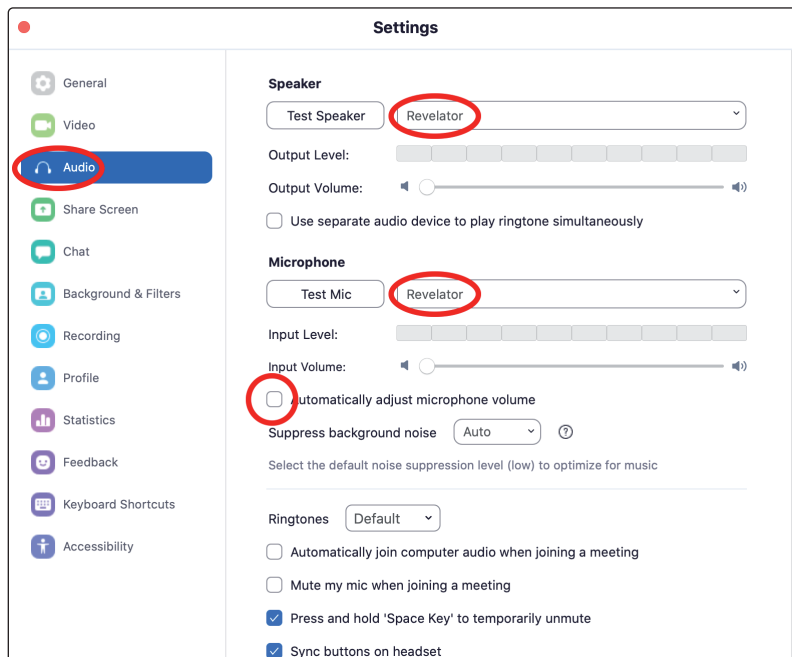 Settings
General
Video
Audio
Share Screen
Chat
Background & Filters
Recording
Profile
Statistics
Feedback
Keyboard Shortcuts
Accessibility
Speaker
Test Speaker Revelator
Output Level:
Output Volume:
Use separate audio device to play ringtone simultaneously
Microphone
Test Mic Revelator
Input Level:
Input Volume:
Automatically adjust microphone volume
Suppress background noise Auto ?
Select the default noise suppression level (low) to optimize for music
Ringtones Default
Automatically join computer audio when joining a meeting
Mute my mic when joining a meeting
Press and hold 'Space Key' to temporarily unmute
Sync buttons on headset